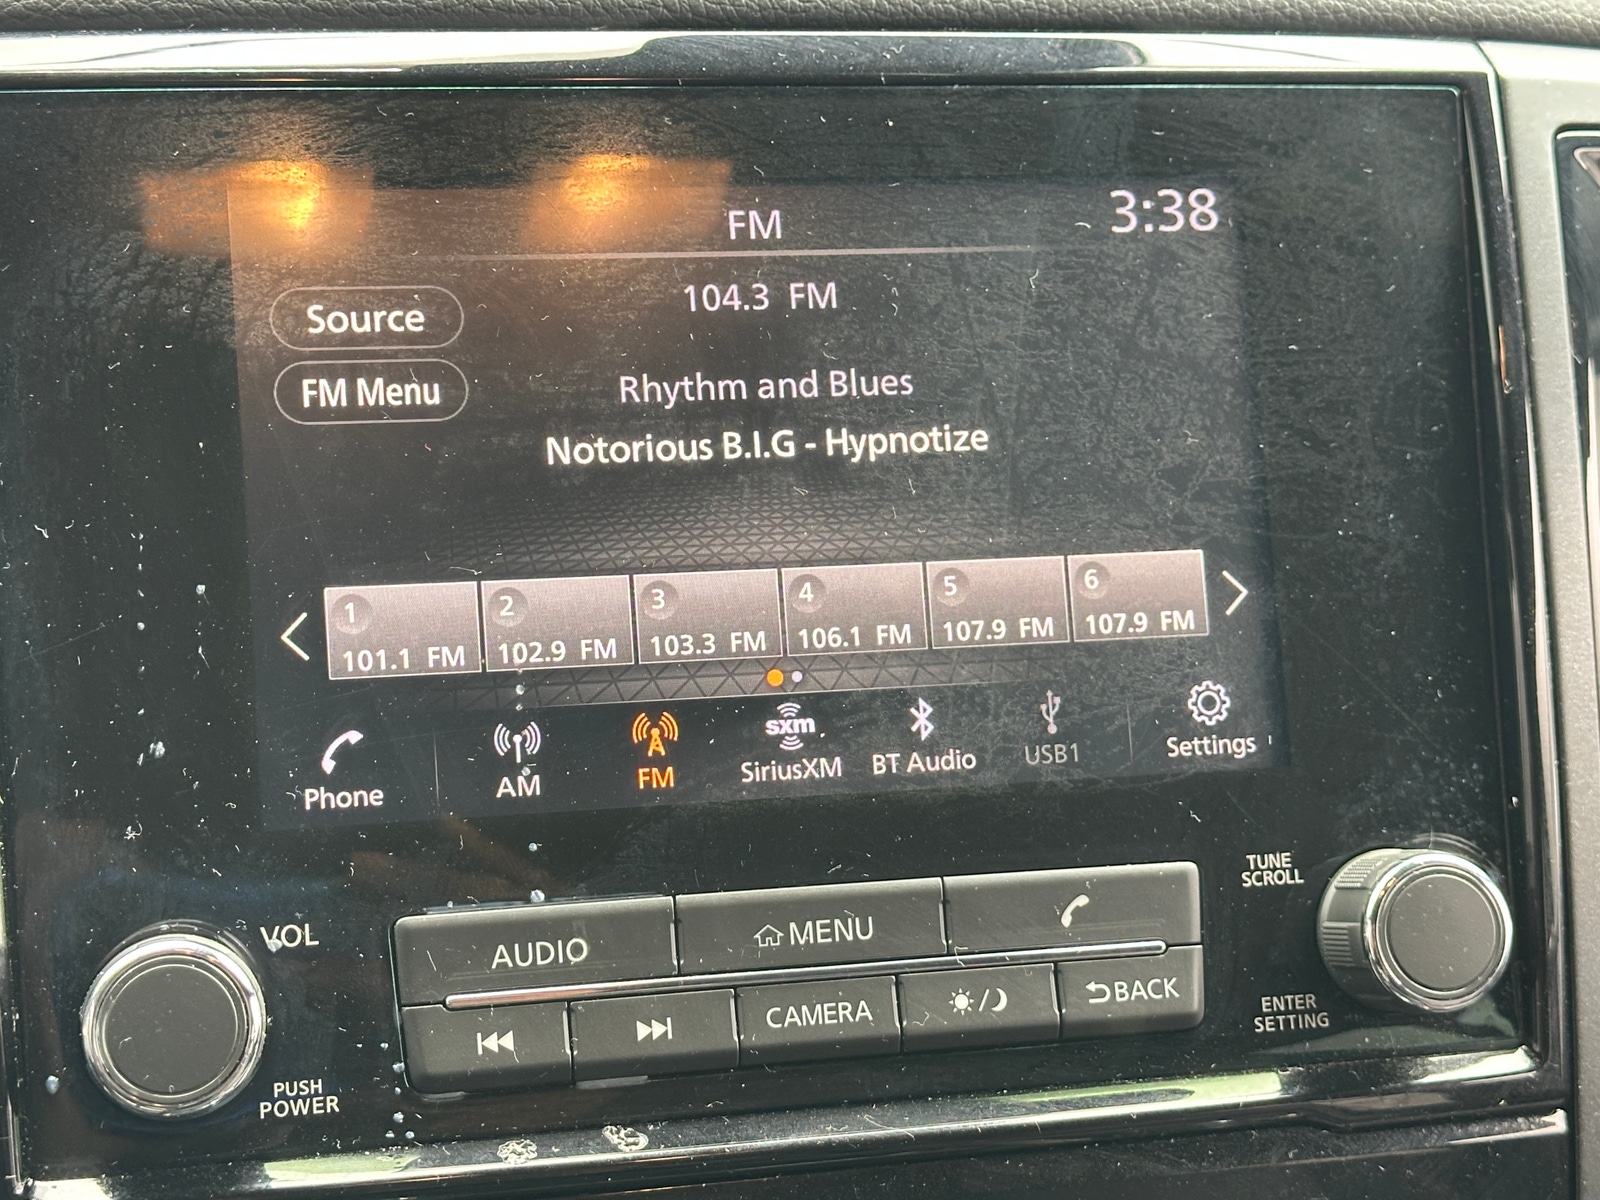 FM
3:38
Source
104.3 FM
FM Menu
Rhythm and Blues
Notorious B.I.G - Hypnotize
1
101.1 FM
2
102.9 FM
3
103.3 FM
4
106.1 FM
5
107.9 FM
6
107.9 FM
Phone
AM
FM
sxm
SiriusXM
BT Audio
USB1
Settings
VOL
PUSH
POWER
AUDIO
MENU
CAMERA
BACK
TUNE
SCROLL
ENTER
SETTING